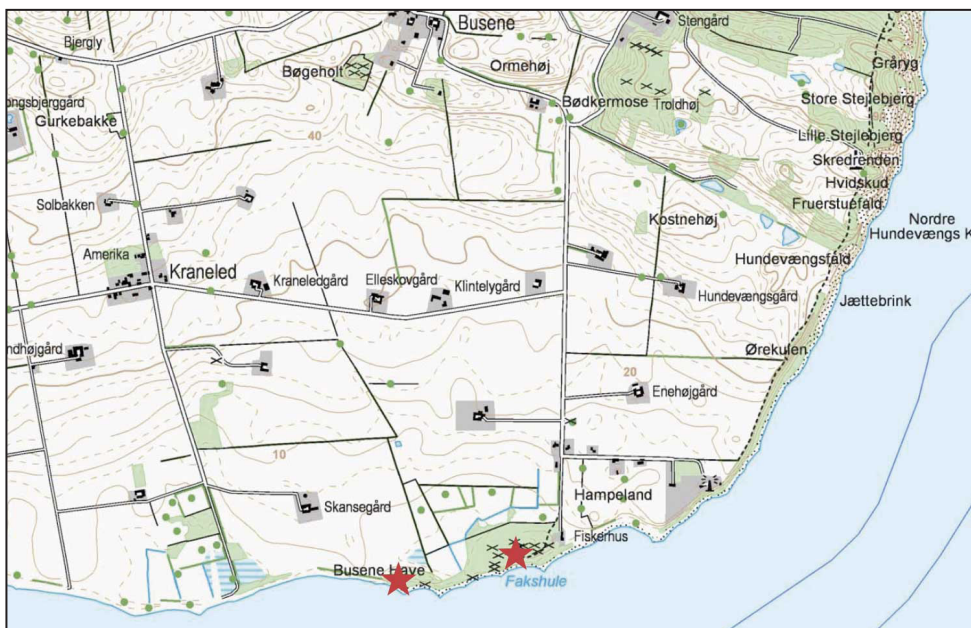 Busene
Stengård
Bjergly
Gråryg
Bøgeholt
Ormehøj
ongsbjerggård
Store Stejlebjerg
Bødkermose
Troldhøj
Gurkebakke
40
Lille Stejlebjerg
Skredrenden
Hvidskud
Solbakken
Fruerstuefald
Kostnehøj
Nordre
Hundevængs K
Amerika
Hundevængsfald
Kraneled
Kraneledgård
Elleskovgård
Klintelygård
Hundevængsgård
Jættebrink
ndhøjgård
Ørekulen
20
Enehøjgård
10
Hampeland
Skansegård
Fiskerhus
Busene Have
Fakshule